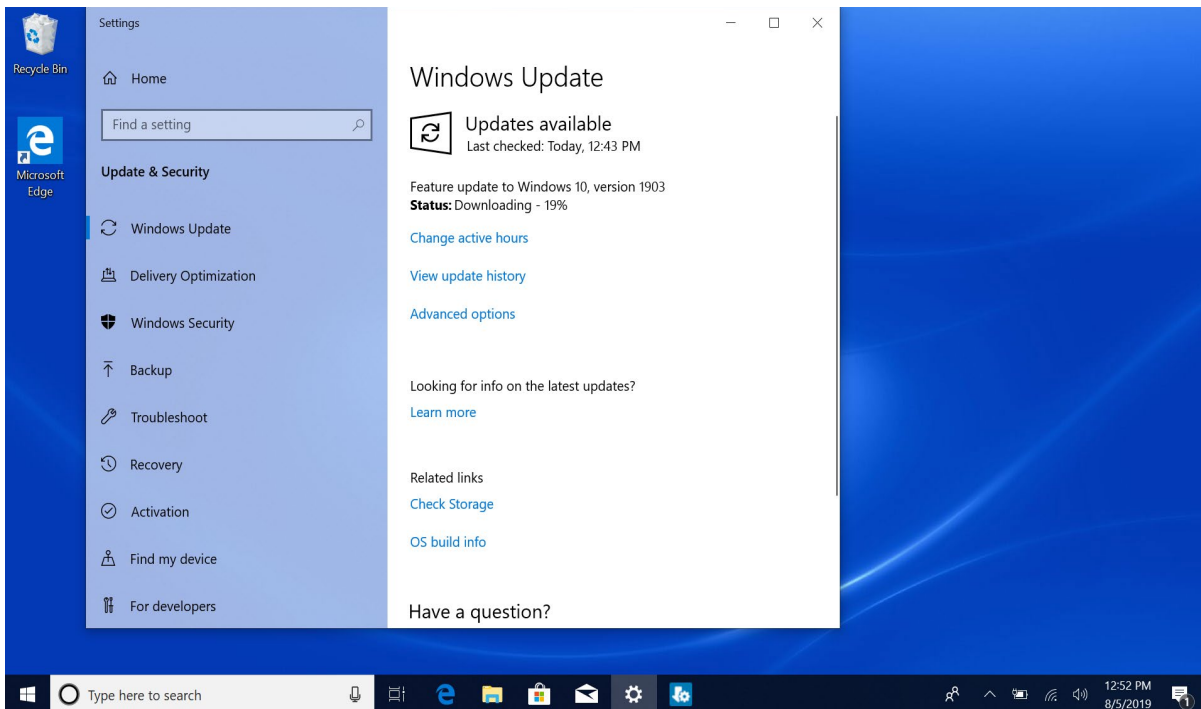 Recycle Bin
Microsoft
Edge
Settings
Home
Find a setting
Update & Security
Windows Update
Delivery Optimization
Windows Security
Backup
Troubleshoot
Recovery
Activation
Find my device
For developers
Windows Update
Updates available
Last checked: Today, 12:43 PM
Feature update to Windows 10, version 1903
Status: Downloading - 19%
Change active hours
View update history
Advanced options
Looking for info on the latest updates?
Learn more
Related links
Check Storage
OS build info
Have a question?
Type here to search
12:52 PM
8/5/2019
1